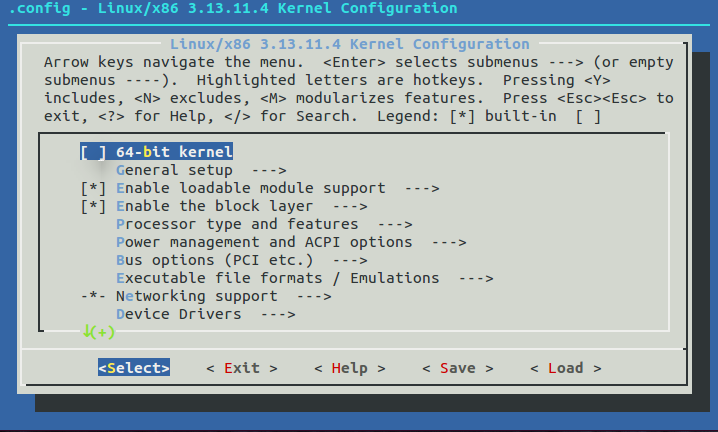 .config - Linux/x86 3.13.11.4 Kernel Configuration
Linux/x86 3.13.11.4 Kernel Configuration
Arrow keys navigate the menu.  <Enter> selects submenus ---> (or empty
submenus ----).  Highlighted letters are hotkeys.  Pressing <Y>
includes, <N> excludes, <M> modularizes features.  Press <Esc><Esc> to
exit, <?> for Help, </> for Search.  Legend: [*] built-in  [ ]
[ ] 64-bit kernel
General setup  --->
[*] Enable loadable module support  --->
[*] Enable the block layer  --->
Processor type and features  --->
Power management and ACPI options  --->
Bus options (PCI etc.)  --->
Executable file formats / Emulations  --->
-*- Networking support  --->
Device Drivers  --->
↓(+)
<Select>    < Exit >    < Help >    < Save >    < Load >